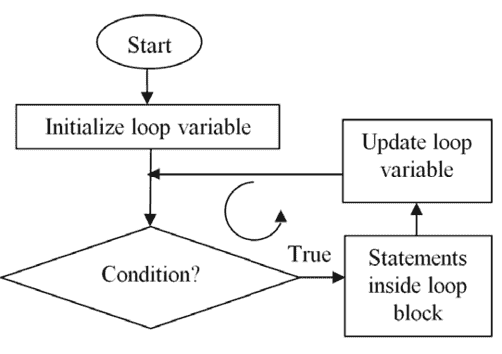 Start
Initialize loop variable
Update loop
variable
Condition?
True
Statements
inside loop
block